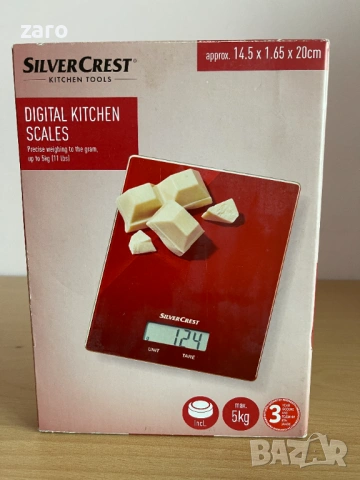 zaro
SILVERCREST®
KITCHEN TOOLS
approx. 14.5 x 1.65 x 20cm
DIGITAL KITCHEN
SCALES
Precise weighing to the gram,
up to 5kg (11 lbs)
SILVERCREST
124
UNIT TARE
incl.
max.
5kg
3
BAZAR